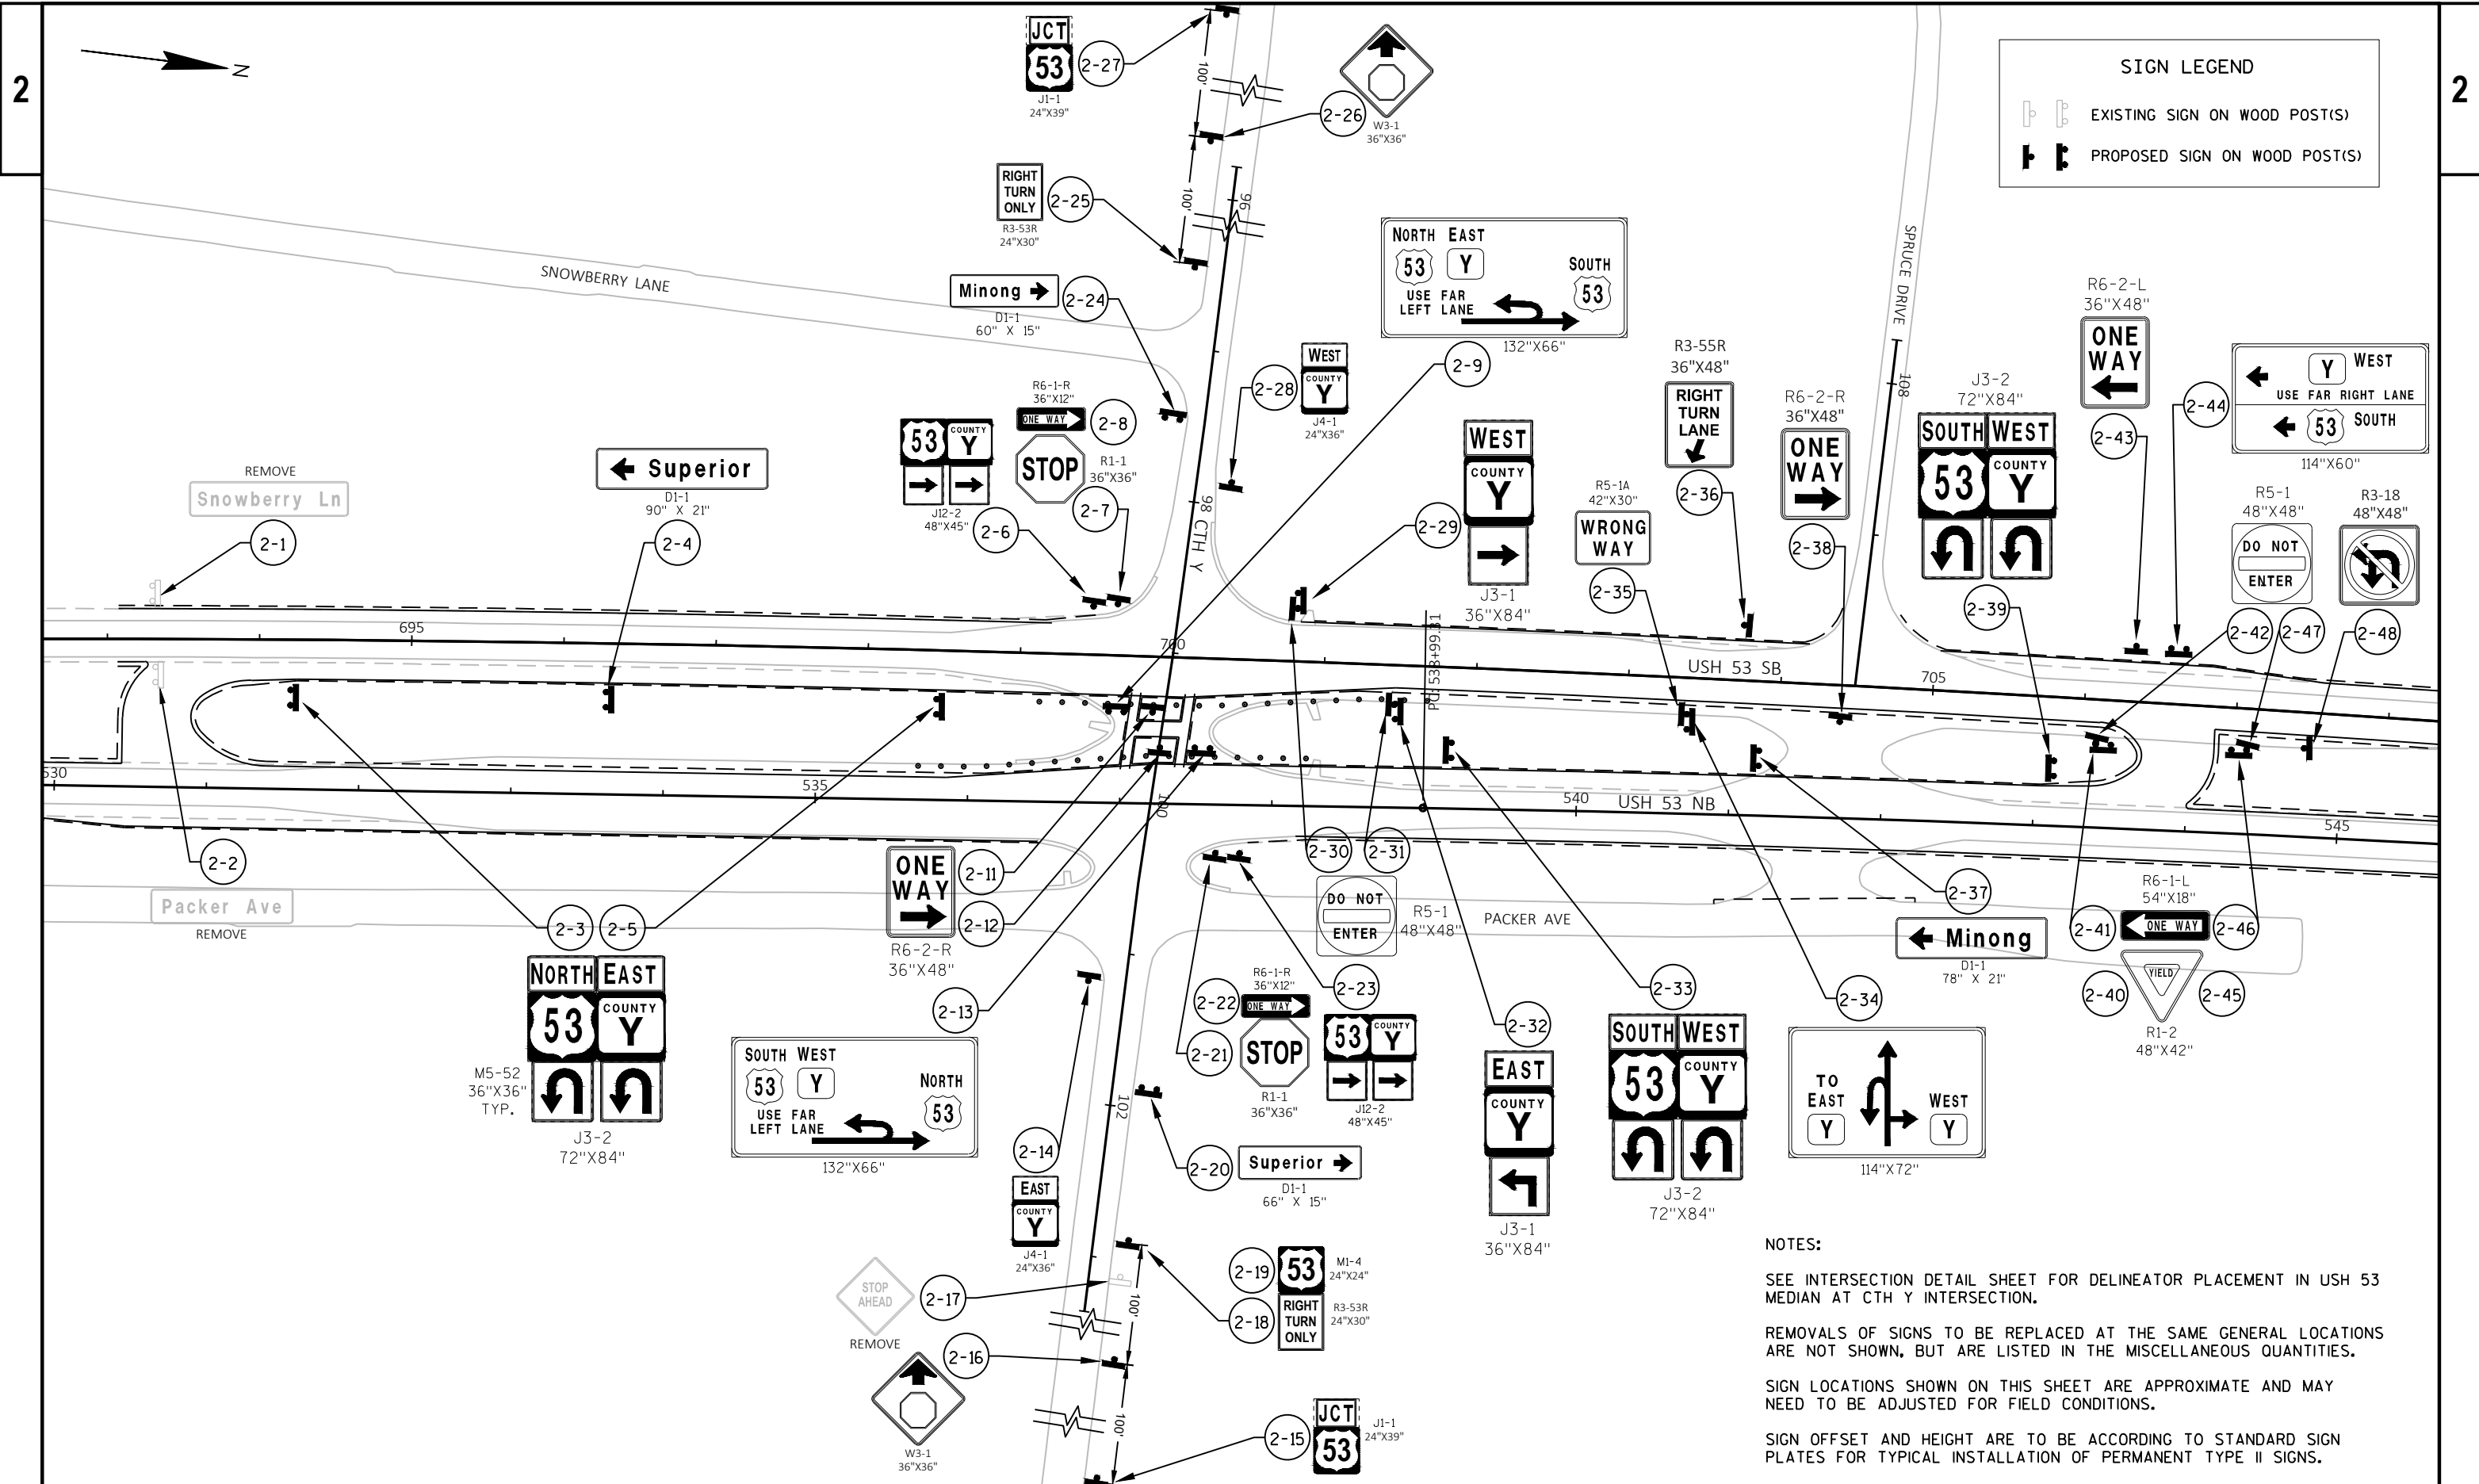 2
2
N
SIGN LEGEND
EXISTING SIGN ON WOOD POST(S)
PROPOSED SIGN ON WOOD POST(S)
JCT
53
J1-1
24"X39"
2-27
100'
2-26
W3-1
36"X36"
RIGHT
TURN
ONLY
R3-53R
24"X30"
2-25
100'
96
SNOWBERRY LANE
Minong
D1-1
60" X 15"
2-24
NORTH EAST
53 Y
SOUTH
53
USE FAR
LEFT LANE
132"X66"
2-9
WEST
COUNTY
Y
J4-1
24"X36"
2-28
SPRUCE DRIVE
108
R6-2-L
36"X48"
ONE
WAY
2-43
2-44
Y WEST
USE FAR RIGHT LANE
53 SOUTH
114"X60"
R3-55R
36"X48"
RIGHT
TURN
LANE
2-36
R6-2-R
36"X48"
ONE
WAY
2-38
J3-2
72"X84"
SOUTH WEST
53
COUNTY
Y
2-39
R5-1
48"X48"
DO NOT
ENTER
2-42
2-47
R3-18
48"X48"
2-48
REMOVE
Snowberry Ln
2-1
Superior
D1-1
90" X 21"
2-4
53
COUNTY
Y
J12-2
48"X45"
2-6
R6-1-R
36"X12"
ONE WAY
2-8
STOP
R1-1
36"X36"
2-7
98 CTH Y
2-29
WEST
COUNTY
Y
J3-1
36"X84"
R5-1A
42"X30"
WRONG
WAY
2-35
695
700
PC: 538+99.31
USH 53 SB
705
530
535
100
540
USH 53 NB
545
2-2
Packer Ave
REMOVE
2-3
2-5
NORTH EAST
53
COUNTY
Y
M5-52
36"X36"
TYP.
J3-2
72"X84"
ONE
WAY
R6-2-R
36"X48"
2-11
2-12
2-13
SOUTH WEST
53 Y
NORTH
53
USE FAR
LEFT LANE
132"X66"
2-30
2-31
DO NOT
ENTER
R5-1
48"X48"
PACKER AVE
2-37
Minong
D1-1
78" X 21"
R6-1-L
54"X18"
2-41
ONE WAY
2-46
2-40
YIELD
2-45
R1-2
48"X42"
R6-1-R
36"X12"
2-22
ONE WAY
2-23
2-21
STOP
R1-1
36"X36"
53
COUNTY
Y
J12-2
48"X45"
2-32
EAST
COUNTY
Y
J3-1
36"X84"
2-33
SOUTH WEST
53
COUNTY
Y
J3-2
72"X84"
2-34
TO
EAST
Y
WEST
Y
114"X72"
102
2-14
EAST
COUNTY
Y
J4-1
24"X36"
2-20
Superior
D1-1
66" X 15"
STOP
AHEAD
REMOVE
2-17
100'
2-19
53
M1-4
24"X24"
2-18
RIGHT
TURN
ONLY
R3-53R
24"X30"
2-16
W3-1
36"X36"
100'
2-15
JCT
53
J1-1
24"X39"
NOTES:
SEE INTERSECTION DETAIL SHEET FOR DELINEATOR PLACEMENT IN USH 53
MEDIAN AT CTH Y INTERSECTION.
REMOVALS OF SIGNS TO BE REPLACED AT THE SAME GENERAL LOCATIONS
ARE NOT SHOWN, BUT ARE LISTED IN THE MISCELLANEOUS QUANTITIES.
SIGN LOCATIONS SHOWN ON THIS SHEET ARE APPROXIMATE AND MAY
NEED TO BE ADJUSTED FOR FIELD CONDITIONS.
SIGN OFFSET AND HEIGHT ARE TO BE ACCORDING TO STANDARD SIGN
PLATES FOR TYPICAL INSTALLATION OF PERMANENT TYPE II SIGNS.